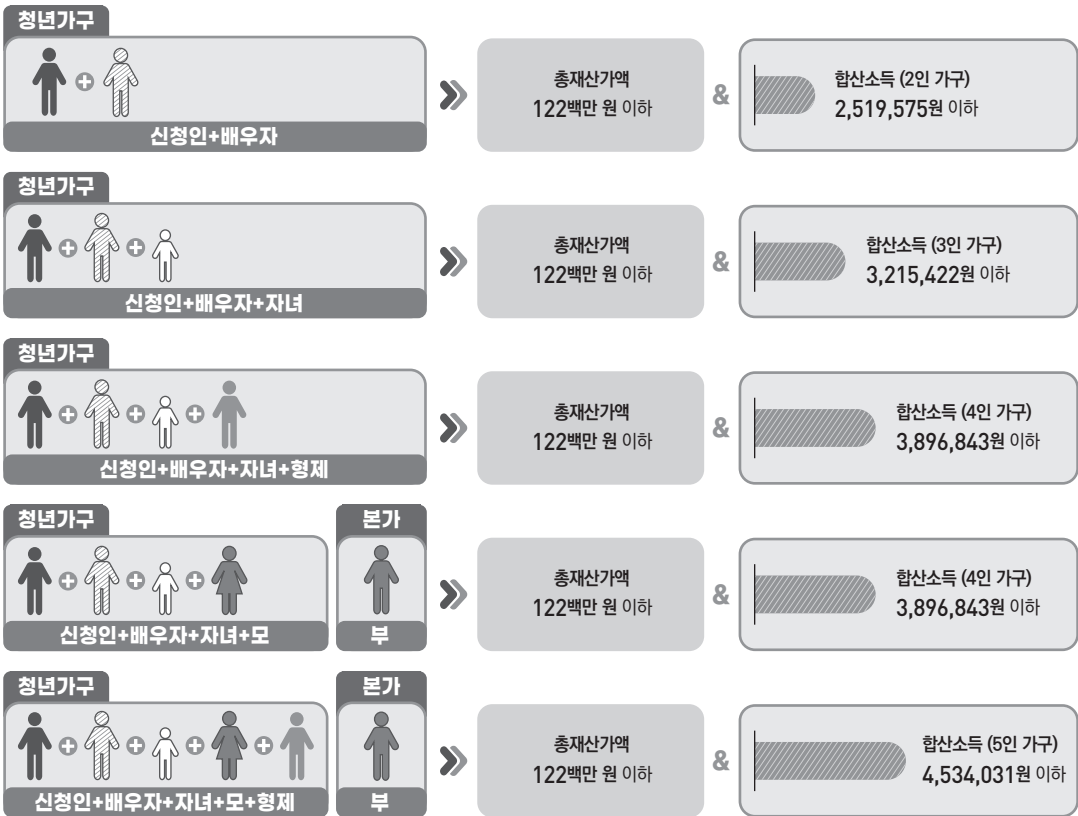 청년가구
신청인+배우자
총재산가액
122백만 원 이하
&
합산소득 (2인 가구)
2,519,575원 이하
청년가구
신청인+배우자+자녀
총재산가액
122백만 원 이하
&
합산소득 (3인 가구)
3,215,422원 이하
청년가구
신청인+배우자+자녀+형제
총재산가액
122백만 원 이하
&
합산소득 (4인 가구)
3,896,843원 이하
청년가구
본가
신청인+배우자+자녀+모
부
총재산가액
122백만 원 이하
&
합산소득 (4인 가구)
3,896,843원 이하
청년가구
본가
신청인+배우자+자녀+모+형제
부
총재산가액
122백만 원 이하
&
합산소득 (5인 가구)
4,534,031원 이하